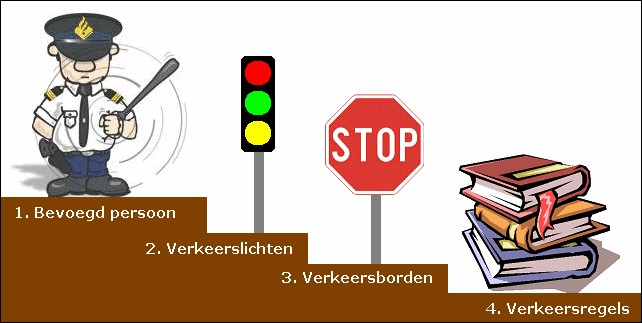 STOP
1. Bevoegd persoon
2. Verkeerslichten
3. Verkeersborden
4. Verkeersregels